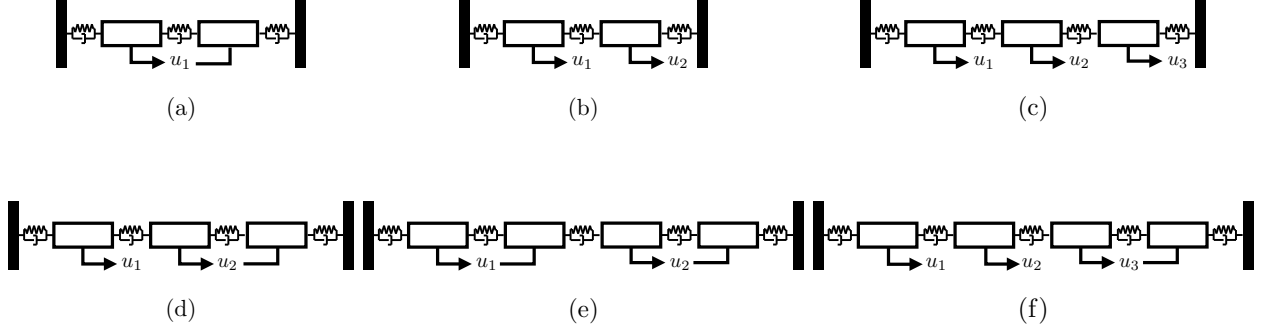 u₁ u₁ u₂ u₁ u₂ u₃
(a) (b) (c)
u₁ u₂ u₁ u₂ u₁ u₂ u₃
(d) (e) (f)